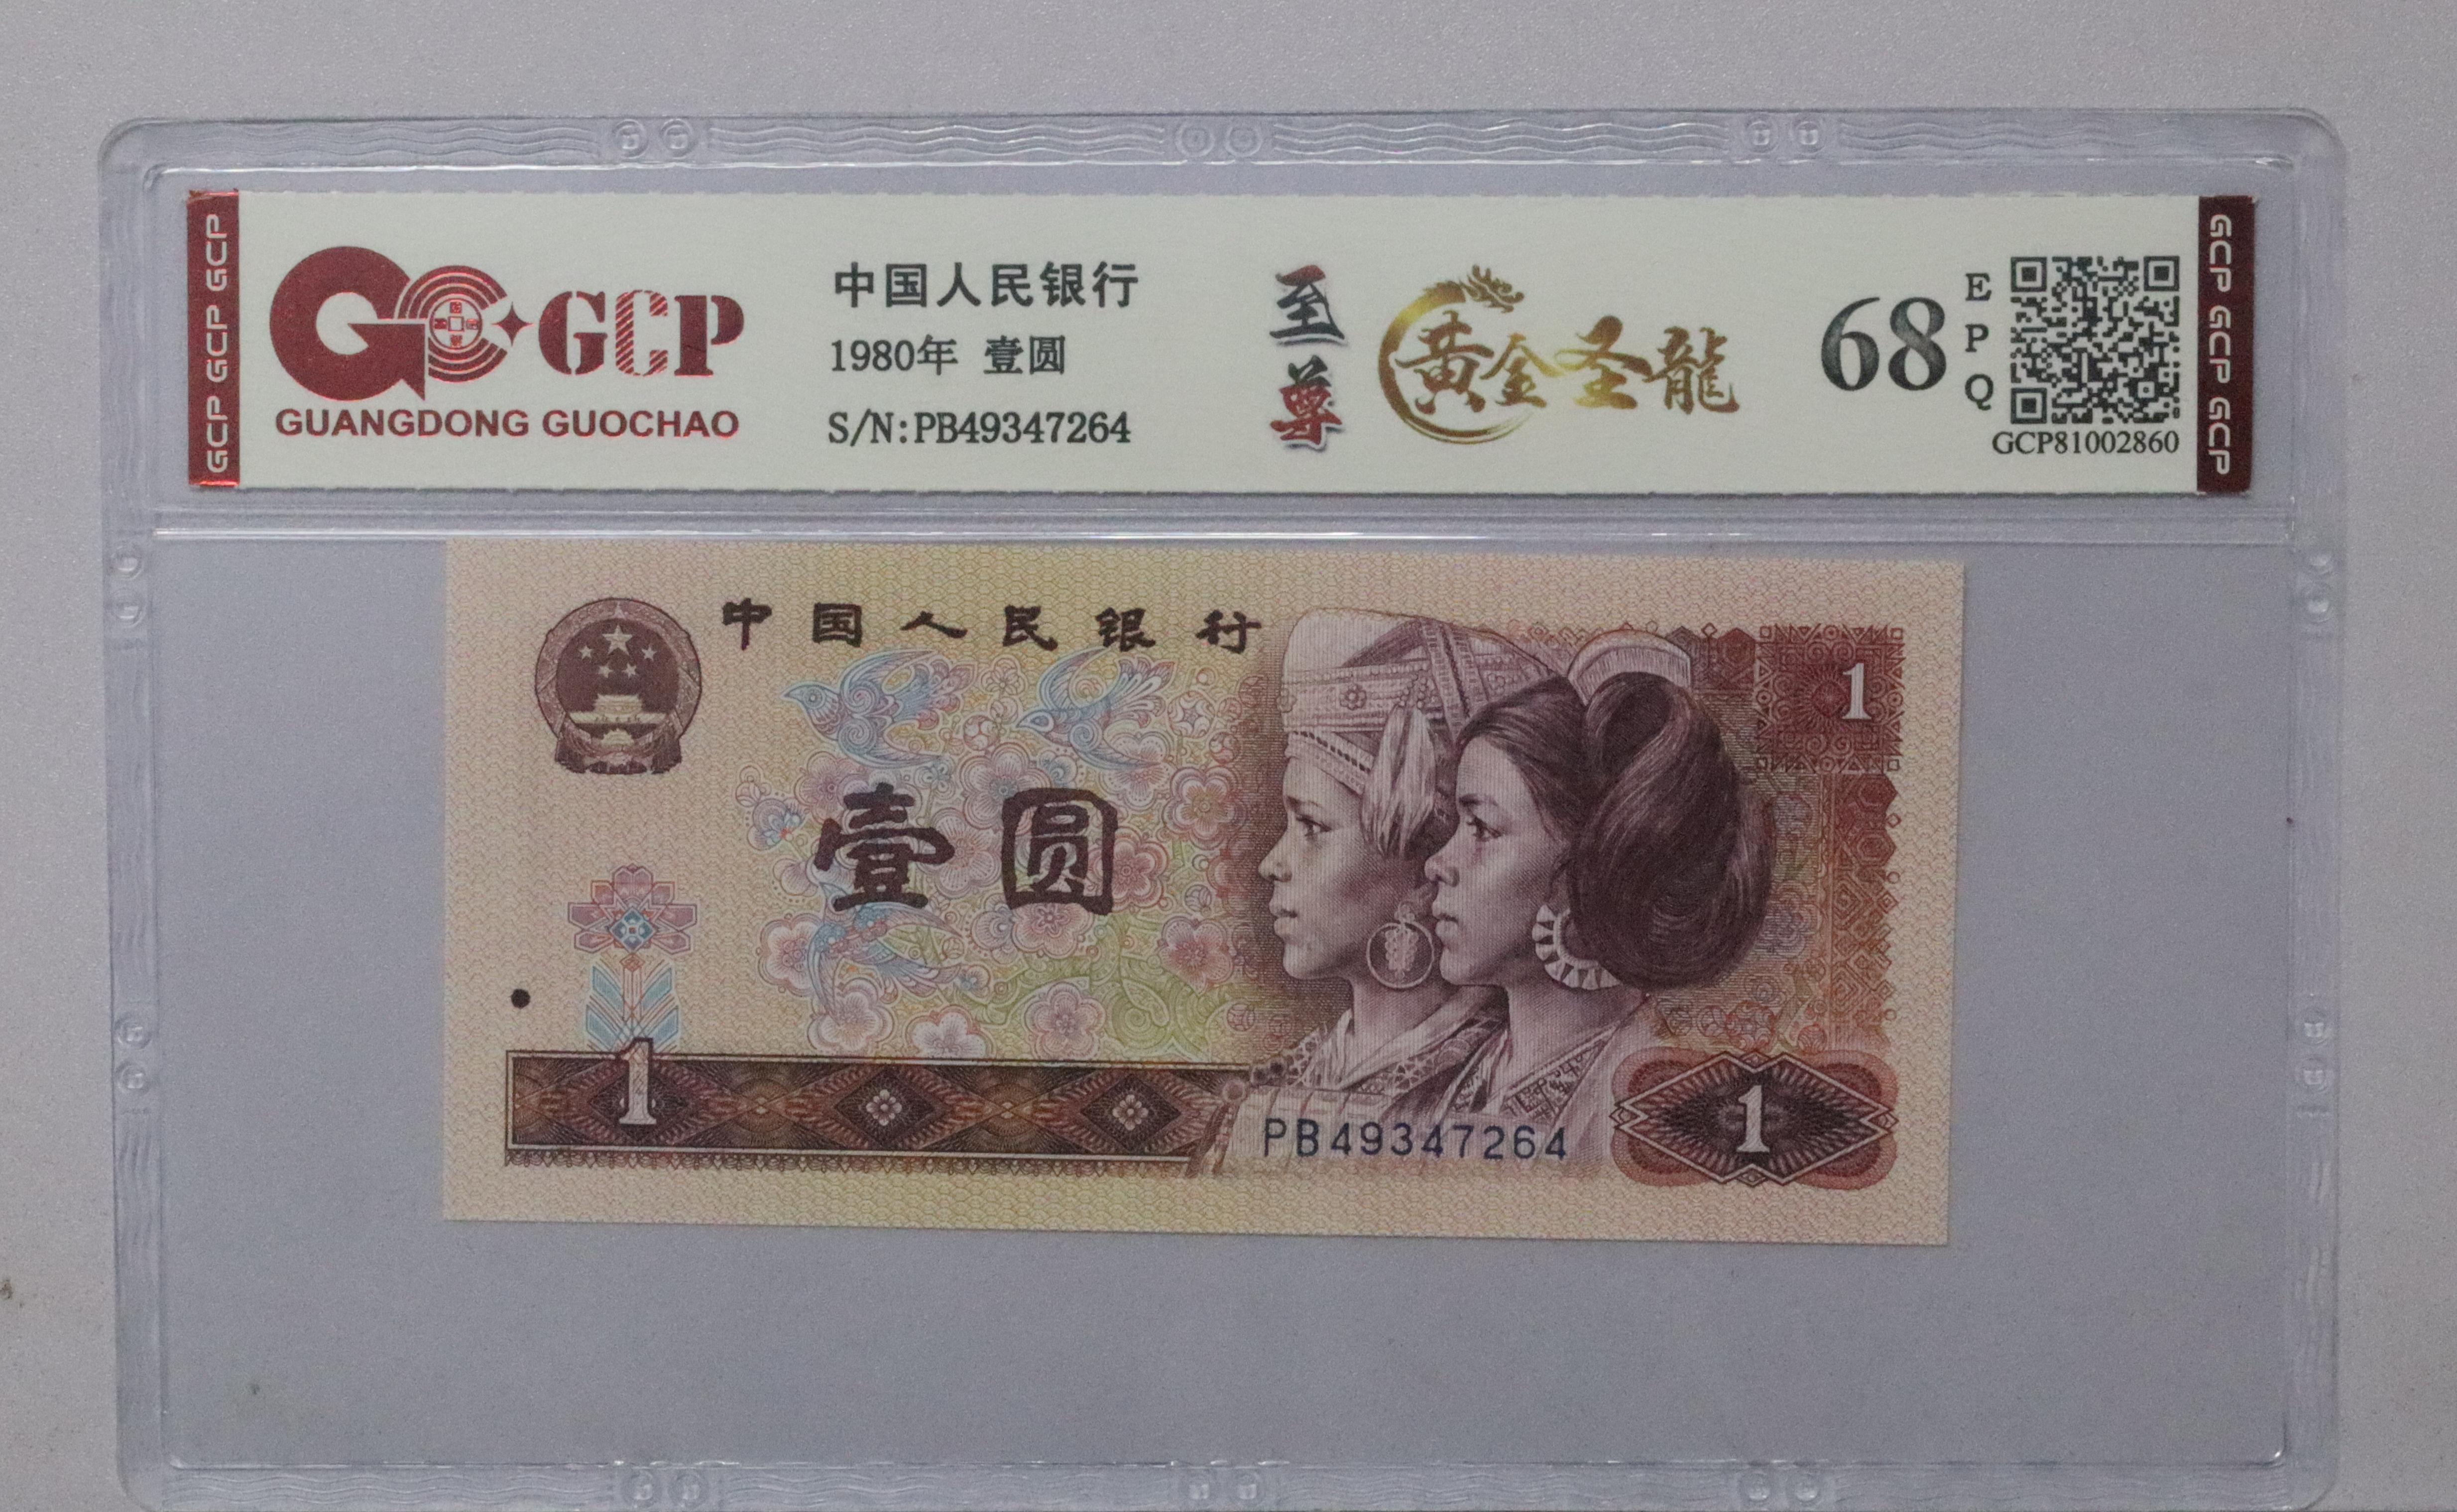 GCP GCP GCP
GCP
GUANGDONG GUOCHAO
中国人民银行
1980年 壹圆
S/N:PB49347264
至尊
黄金圣龍
68
EPQ
GCP81002860
GCP GCP GCP
中国人民银行
1
壹圆
1
PB49347264
1